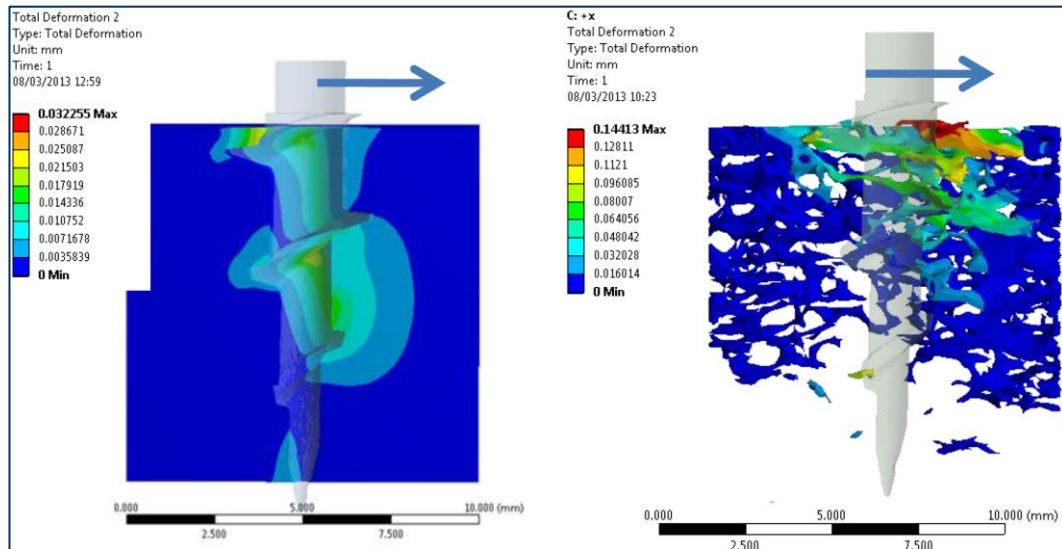 Total Deformation 2
Type: Total Deformation
Unit: mm
Time: 1
08/03/2013 12:59
0.032255 Max
0.028671
0.025087
0.021503
0.017919
0.014336
0.010752
0.0071678
0.0035839
0 Min
0.000
5.000
10.000 (mm)
2.500
7.500
C: +x
Total Deformation 2
Type: Total Deformation
Unit: mm
Time: 1
08/03/2013 10:23
0.14413 Max
0.12811
0.1121
0.096085
0.08007
0.064056
0.048042
0.032028
0.016014
0 Min
0.000
5.000
10.000 (mm)
2.500
7.500